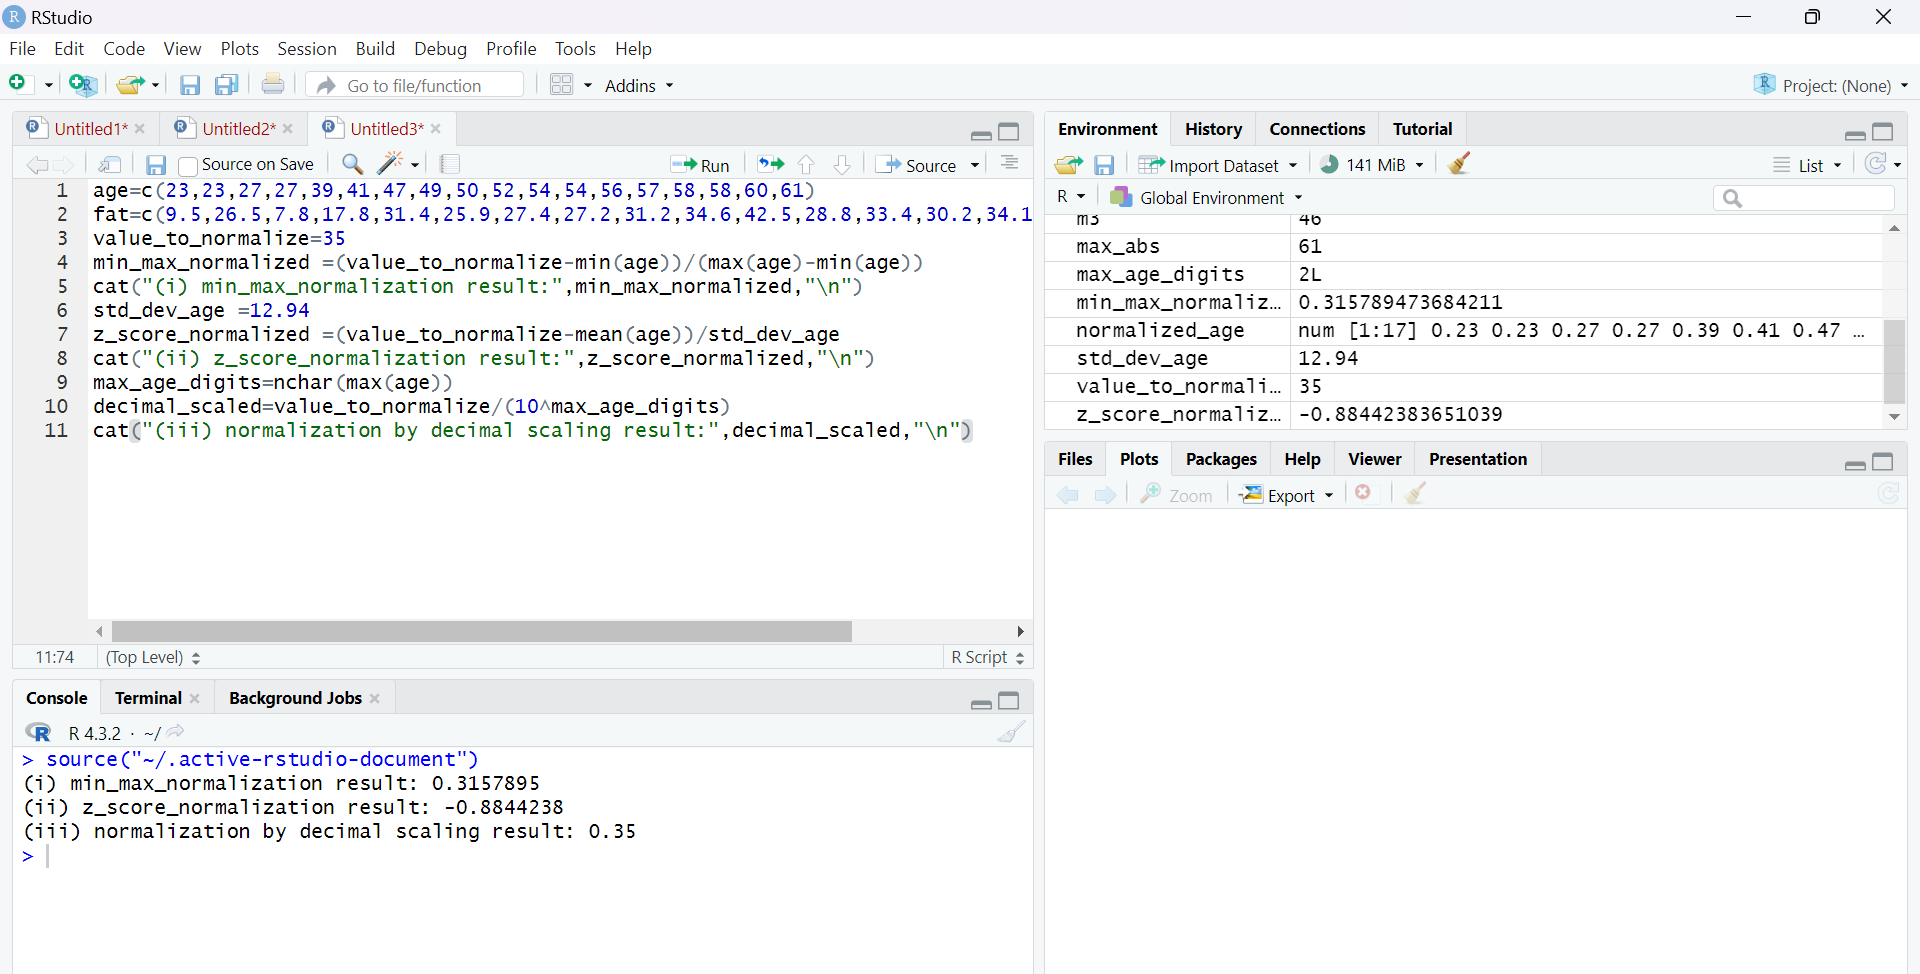 RStudio
File Edit Code View Plots Session Build Debug Profile Tools Help
Go to file/function Addins Project: (None)
Untitled1* Untitled2* Untitled3*
Source on Save Run Source
1 age=c(23,23,27,27,39,41,47,49,50,52,54,54,56,57,58,58,60,61)
2 fat=c(9.5,26.5,7.8,17.8,31.4,25.9,27.4,27.2,31.2,34.6,42.5,28.8,33.4,30.2,34.1
3 value_to_normalize=35
4 min_max_normalized =(value_to_normalize-min(age))/(max(age)-min(age))
5 cat("(i) min_max_normalization result:",min_max_normalized,"\n")
6 std_dev_age =12.94
7 z_score_normalized =(value_to_normalize-mean(age))/std_dev_age
8 cat("(ii) z_score_normalization result:",z_score_normalized,"\n")
9 max_age_digits=nchar(max(age))
10 decimal_scaled=value_to_normalize/(10^max_age_digits)
11 cat("(iii) normalization by decimal scaling result:",decimal_scaled,"\n")
11:74 (Top Level) R Script
Console Terminal Background Jobs
R 4.3.2 · ~/
> source("~/.active-rstudio-document")
(i) min_max_normalization result: 0.3157895
(ii) z_score_normalization result: -0.8844238
(iii) normalization by decimal scaling result: 0.35
>
Environment History Connections Tutorial
Import Dataset 141 MiB List
R Global Environment
m3 46
max_abs 61
max_age_digits 2L
min_max_normaliz… 0.315789473684211
normalized_age num [1:17] 0.23 0.23 0.27 0.27 0.39 0.41 0.47 …
std_dev_age 12.94
value_to_normali… 35
z_score_normaliz… -0.88442383651039
Files Plots Packages Help Viewer Presentation
Zoom Export